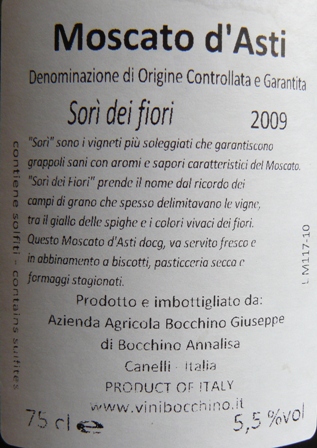 Moscato d'Asti
Denominazione di Origine Controllata e Garantita
Sorì dei fiori
2009
"Sorì" sono i vigneti più soleggiati che garantiscono
grappoli sani con aromi e sapori caratteristici del Moscato.
"Sorì dei Fiori" prende il nome dal ricordo dei
campi di grano che spesso delimitavano le vigne,
tra il giallo delle spighe e i colori vivaci dei fiori.
Questo Moscato d'Asti docg, va servito fresco e
in abbinamento a biscotti, pasticceria secca e
formaggi stagionati.
Prodotto e imbottigliato da:
Azienda Agricola Bocchino Giuseppe
di Bocchino Annalisa
Canelli - Italia
PRODUCT OF ITALY
www.vinibocchino.it
75 cl e
5,5 %vol
contiene solfiti - contains sulfites
L M117-10